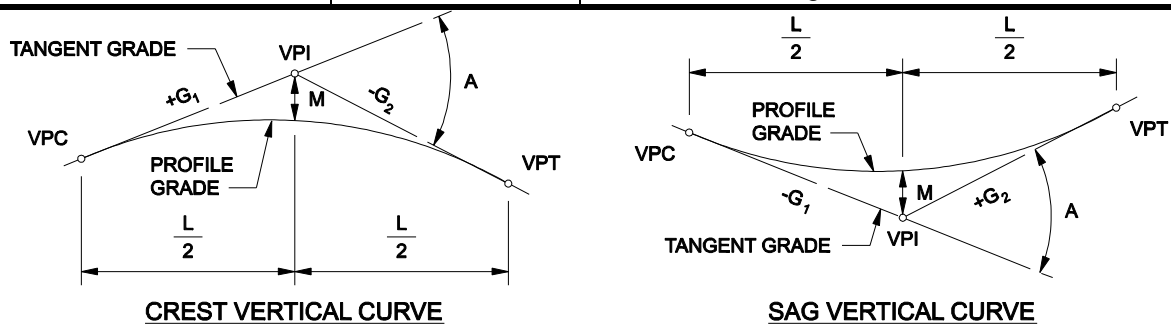 TANGENT GRADE
VPI
+G1
-G2
M
A
VPC
PROFILE
GRADE
VPT
L
2
L
2
CREST VERTICAL CURVE
L
2
L
2
PROFILE
GRADE
VPC
VPT
-G1
M
+G2
A
VPI
TANGENT GRADE
SAG VERTICAL CURVE